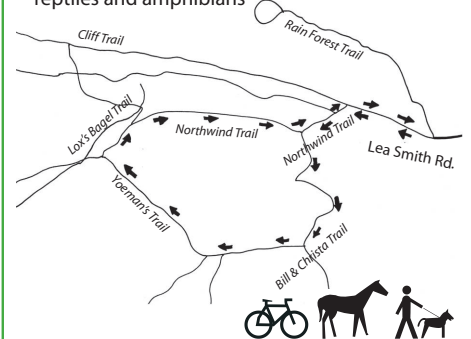 reptiles and amphibians
Rain Forest Trail
Cliff Trail
Lox's Bagel Trail
Northwind Trail
Northwind Trail
Lea Smith Rd.
Yoerman's Trail
Bill & Christa Trail